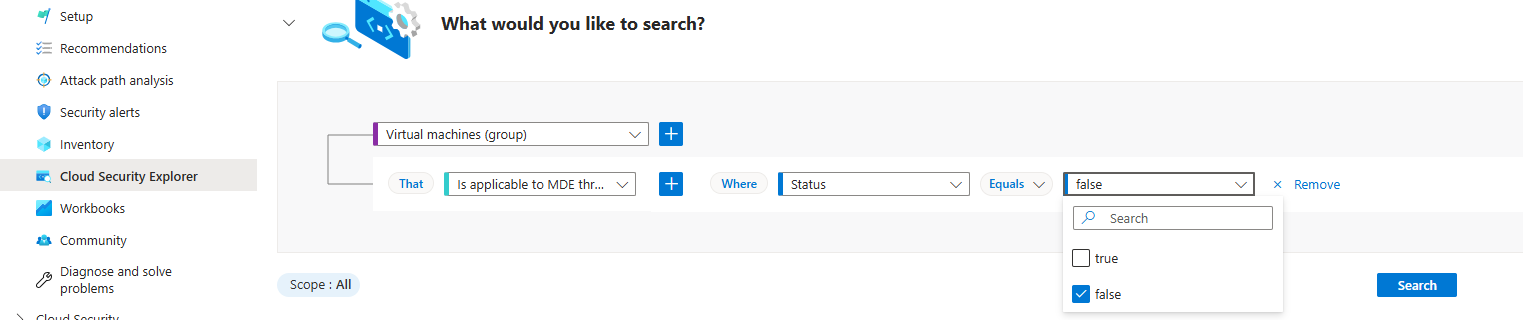 Setup
Recommendations
Attack path analysis
Security alerts
Inventory
Cloud Security Explorer
Workbooks
Community
Diagnose and solve
problems
Cloud Security
What would you like to search?
Virtual machines (group)
That Is applicable to MDE thr... Where Status Equals false Remove
Search
true
false
Scope : All
Search